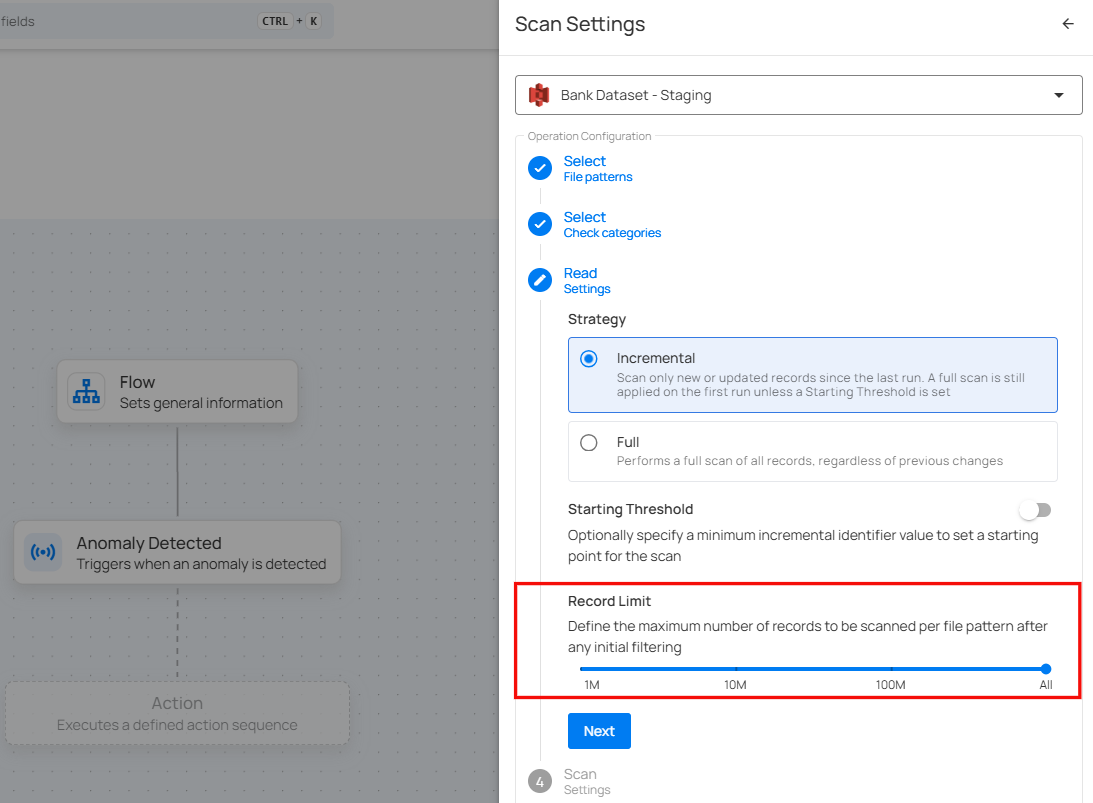 fields
CTRL + K
Scan Settings
Bank Dataset - Staging
Operation Configuration
Select
File patterns
Select
Check categories
Read
Settings
Strategy
Incremental
Scan only new or updated records since the last run. A full scan is still
applied on the first run unless a Starting Threshold is set
Full
Performs a full scan of all records, regardless of previous changes
Starting Threshold
Optionally specify a minimum incremental identifier value to set a starting
point for the scan
Record Limit
Define the maximum number of records to be scanned per file pattern after
any initial filtering
1M 10M 100M All
Next
4 Scan
Settings
Flow
Sets general information
Anomaly Detected
Triggers when an anomaly is detected
Action
Executes a defined action sequence